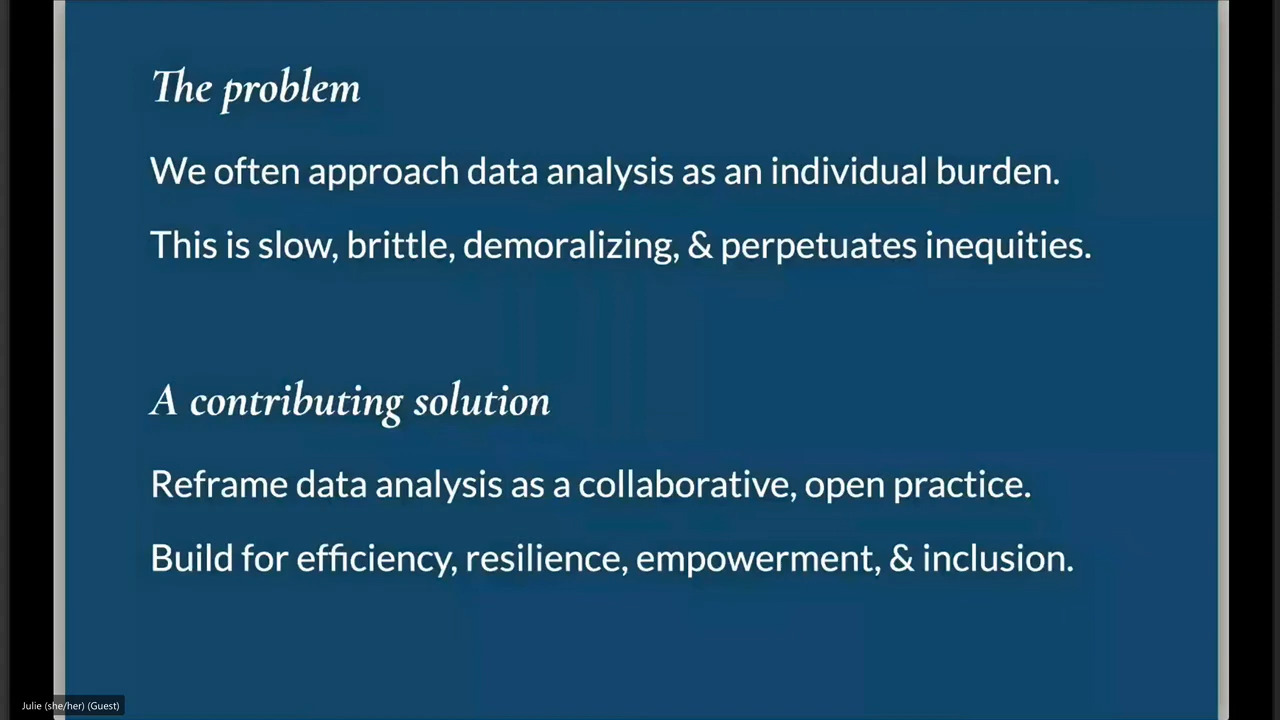 The problem
We often approach data analysis as an individual burden.
This is slow, brittle, demoralizing, & perpetuates inequities.
A contributing solution
Reframe data analysis as a collaborative, open practice.
Build for efficiency, resilience, empowerment, & inclusion.
Julie (she/her) (Guest)